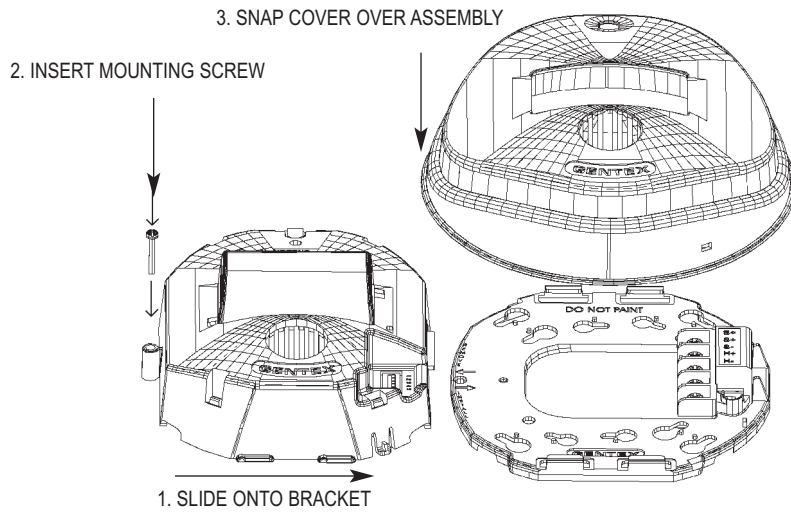 3. SNAP COVER OVER ASSEMBLY
2. INSERT MOUNTING SCREW
GENTEX
DO NOT PAINT
S+
S+
S-
H+
H-
GENTEX
GENTEX
1. SLIDE ONTO BRACKET